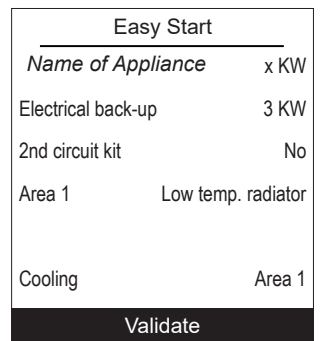 Easy Start
Name of Appliance x KW
Electrical back-up 3 KW
2nd circuit kit No
Area 1 Low temp. radiator
Cooling Area 1
Validate